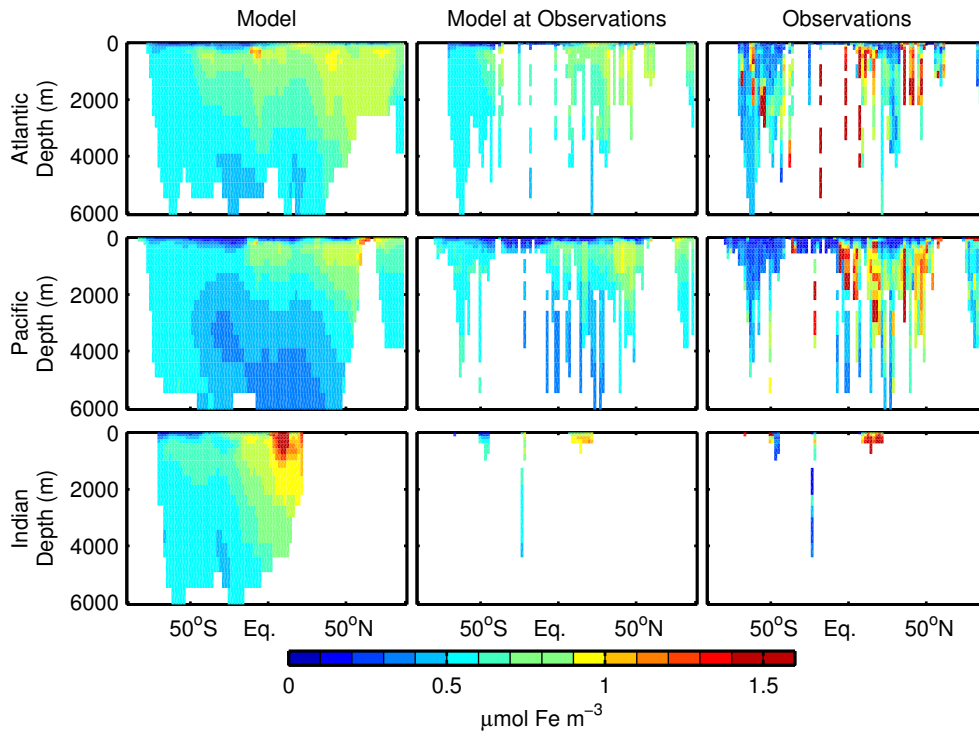 Model
Model at Observations
Observations
Atlantic
Depth (m)
0
2000
4000
6000
Pacific
Depth (m)
0
2000
4000
6000
Indian
Depth (m)
0
2000
4000
6000
50°S Eq. 50°N
50°S Eq. 50°N
50°S Eq. 50°N
0 0.5 1 1.5
μmol Fe m⁻³